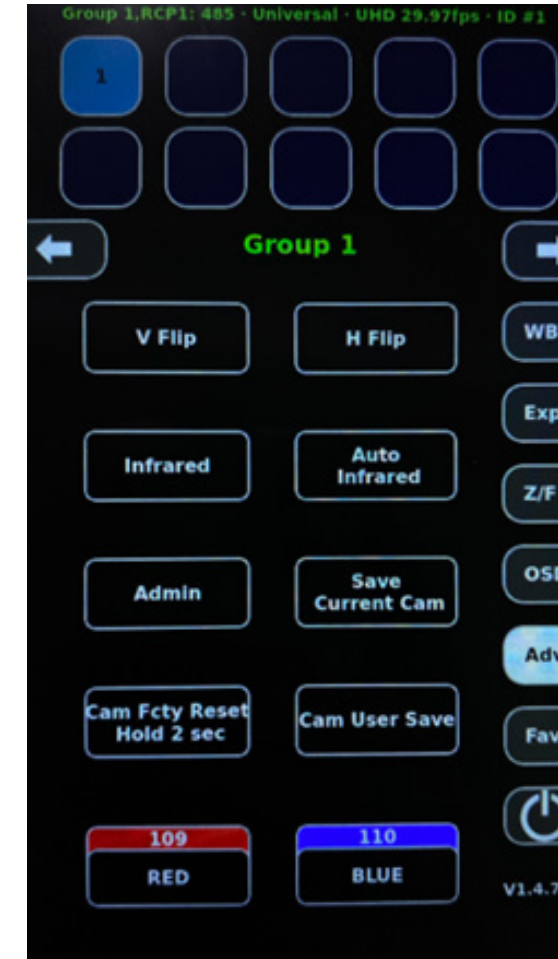 Group 1,RCP1: 485 - Universal - UHD 29.97fps - ID #1
1
Group 1
V Flip
H Flip
WB
Infrared
Auto
Infrared
Exp
Z/F
Admin
Save
Current Cam
OS
Adv
Cam Fcty Reset
Hold 2 sec
Cam User Save
Fav
109
RED
110
BLUE
V1.4.7